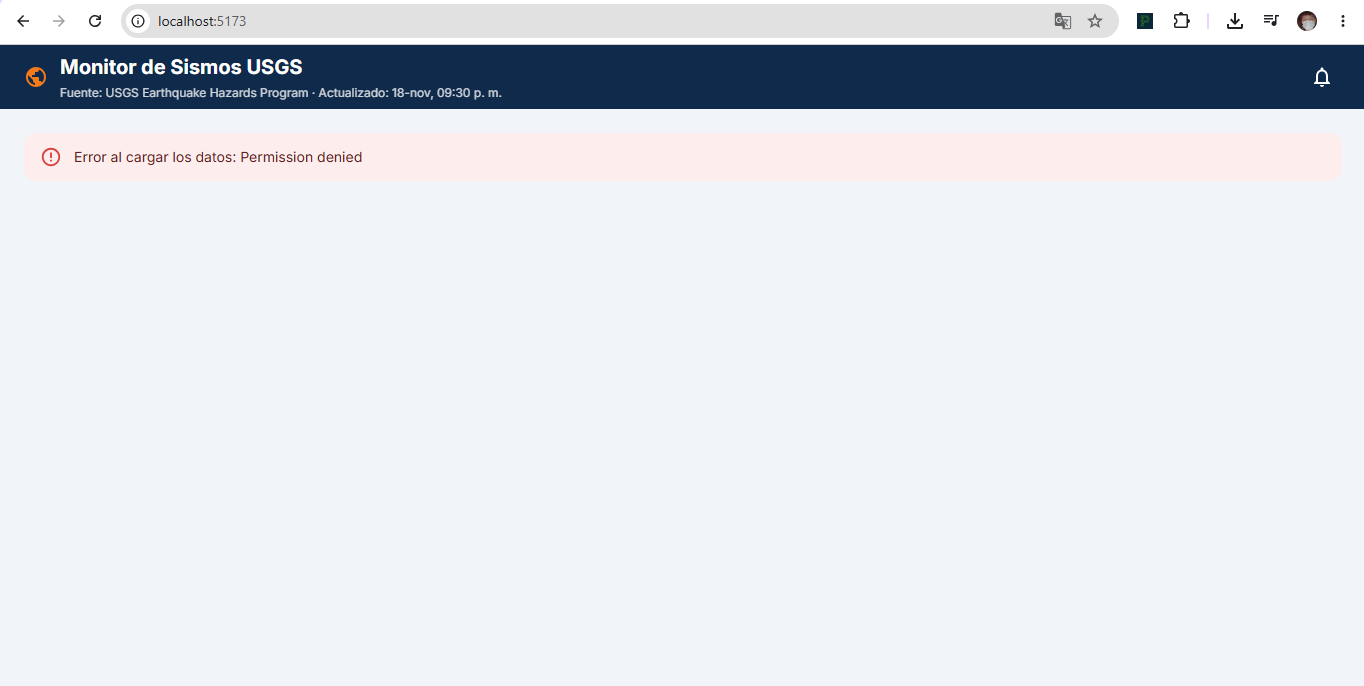 localhost:5173
Monitor de Sismos USGS
Fuente: USGS Earthquake Hazards Program · Actualizado: 18-nov, 09:30 p. m.
Error al cargar los datos: Permission denied